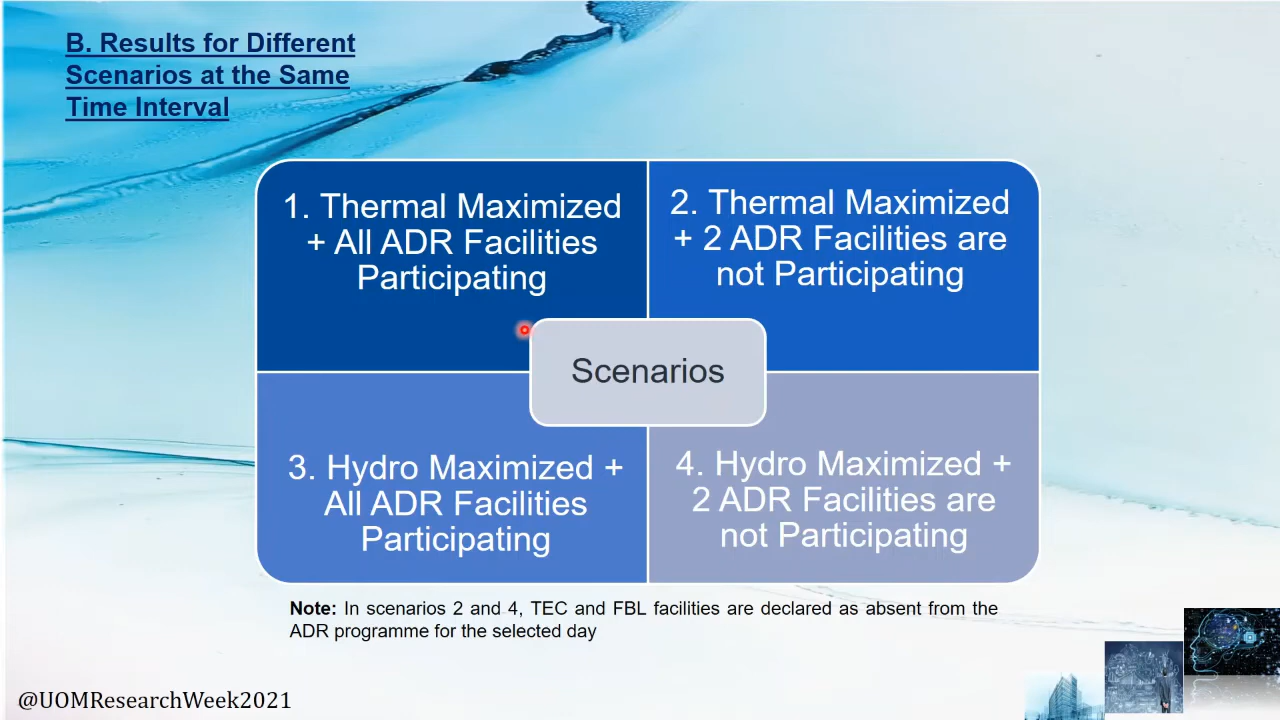 B. Results for Different
Scenarios at the Same
Time Interval
1. Thermal Maximized
+ All ADR Facilities
Participating
2. Thermal Maximized
+ 2 ADR Facilities are
not Participating
Scenarios
3. Hydro Maximized +
All ADR Facilities
Participating
4. Hydro Maximized +
2 ADR Facilities are
not Participating
Note: In scenarios 2 and 4, TEC and FBL facilities are declared as absent from the
ADR programme for the selected day
@UOMResearchWeek2021